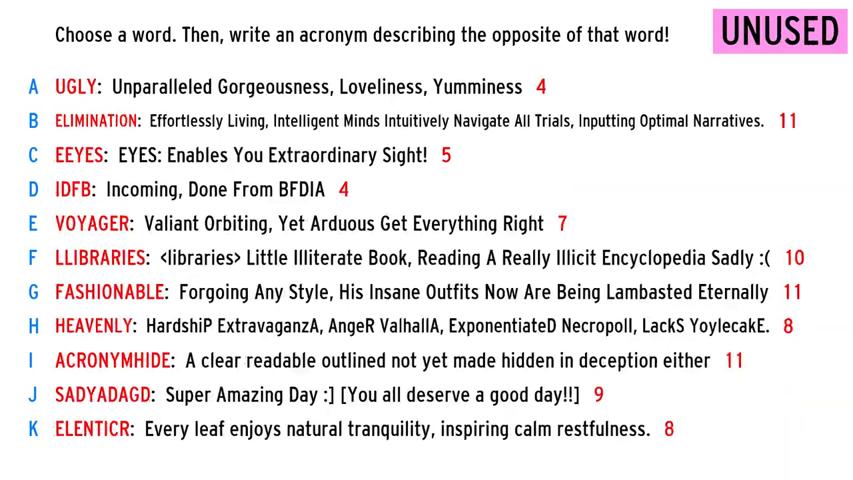 Choose a word. Then, write an acronym describing the opposite of that word!
UNUSED
A UGLY: Unparalleled Gorgeousness, Loveliness, Yumminess 4
B ELIMINATION: Effortlessly Living, Intelligent Minds Intuitively Navigate All Trials, Inputting Optimal Narratives. 11
C EEYES: EYES: Enables You Extraordinary Sight! 5
D IDFB: Incoming, Done From BFDIA 4
E VOYAGER: Valiant Orbiting, Yet Arduous Get Everything Right 7
F LLIBRARIES: <libraries> Little Illiterate Book, Reading A Really Illicit Encyclopedia Sadly :( 10
G FASHIONABLE: Forgoing Any Style, His Insane Outfits Now Are Being Lambasted Eternally 11
H HEAVENLY: HardshiP ExtravaganzA, AngeR ValhallA, ExponentiateD NecropolI, LackS YoylecakE. 8
I ACRONYMHIDE: A clear readable outlined not yet made hidden in deception either 11
J SADYADAGD: Super Amazing Day :] [You all deserve a good day!!] 9
K ELENTICR: Every leaf enjoys natural tranquility, inspiring calm restfulness. 8